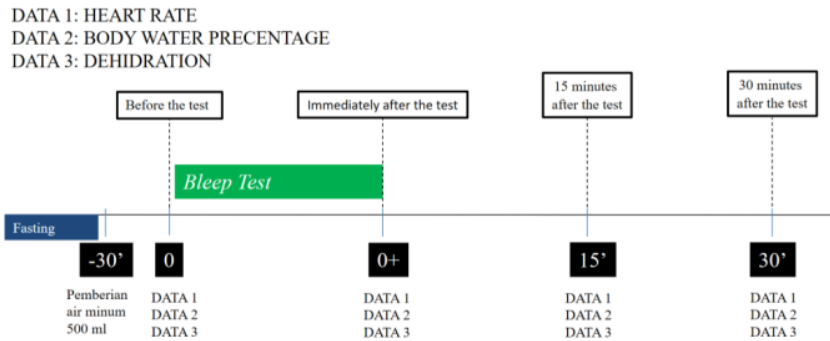 DATA 1: HEART RATE
DATA 2: BODY WATER PRECENTAGE
DATA 3: DEHIDRATION
Before the test
Immediately after the test
15 minutes
after the test
30 minutes
after the test
Bleep Test
Fasting
-30’
0
0+
15’
30’
Pemberian
air minum
500 ml
DATA 1
DATA 2
DATA 3
DATA 1
DATA 2
DATA 3
DATA 1
DATA 2
DATA 3
DATA 1
DATA 2
DATA 3